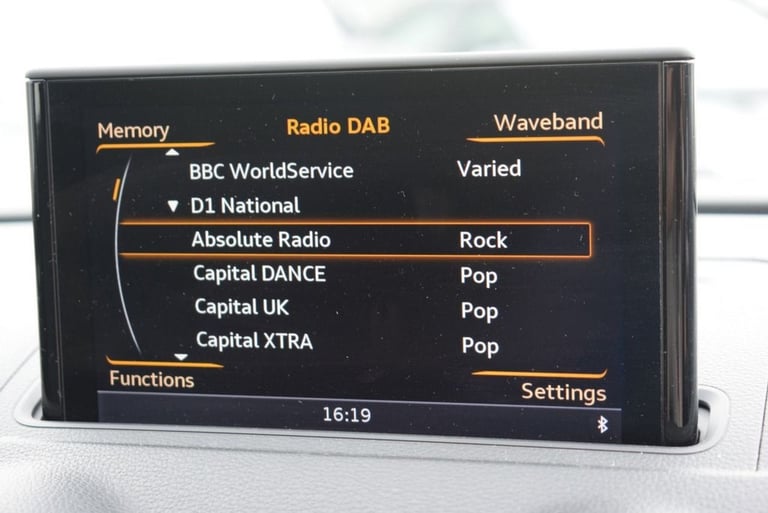 Memory
Radio DAB
Waveband
BBC WorldService Varied
▼ D1 National
Absolute Radio Rock
Capital DANCE Pop
Capital UK Pop
Capital XTRA Pop
Functions
Settings
16:19